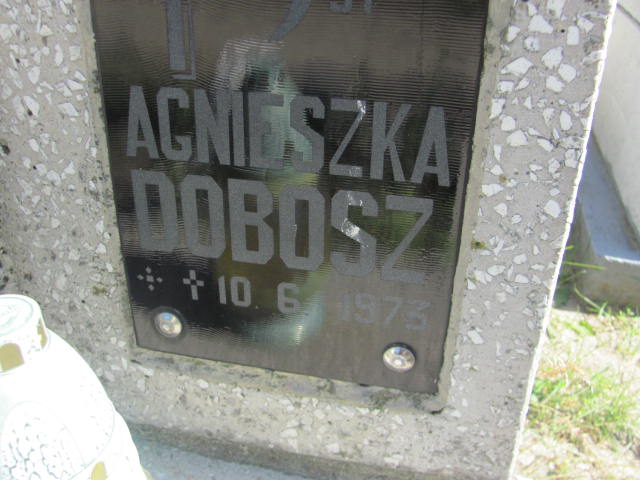 AGNIESZKA
DOBOSZ
✢ ✝ 10. 6. 1973